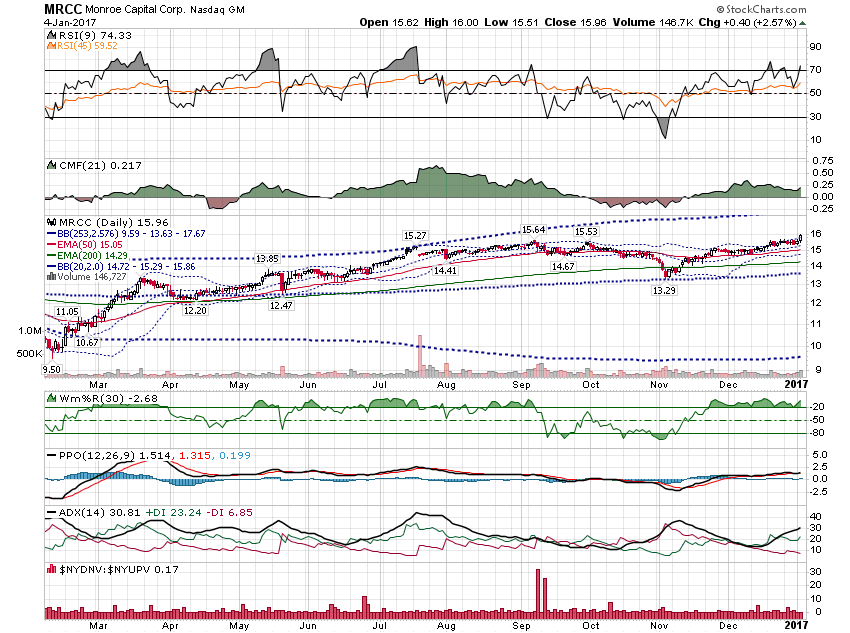 MRCC Monroe Capital Corp. Nasdaq GM © StockCharts.com
4-Jan-2017 Open 15.62 High 16.00 Low 15.51 Close 15.96 Volume 146.7K Chg +0.40 (+2.57%)
RSI(9) 74.33
RSI(45) 59.52
90
70
50
30
10
CMF(21) 0.217
0.75
0.50
0.25
0.00
-0.25
MRCC (Daily) 15.96
BB(253,2.576) 9.59 - 13.63 - 17.67
EMA(50) 15.05
EMA(200) 14.29
BB(20,2.0) 14.72 - 15.29 - 15.86
Volume 146,727
15.27
15.64
15.53
13.85
14.41
14.67
13.29
12.20
12.47
11.05
10.67
9.50
1.0M
500K
16
15
14
13
12
11
10
9
Mar Apr May Jun Jul Aug Sep Oct Nov Dec 2017
Wm%R(30) -2.68
-20
-50
-80
PPO(12,26,9) 1.514, 1.315, 0.199
5.0
2.5
0.0
-2.5
ADX(14) 30.81 +DI 23.24 -DI 6.85
40
30
20
10
$NYDNV:$NYUPV 0.17
30
20
10
0
Mar Apr May Jun Jul Aug Sep Oct Nov Dec 2017